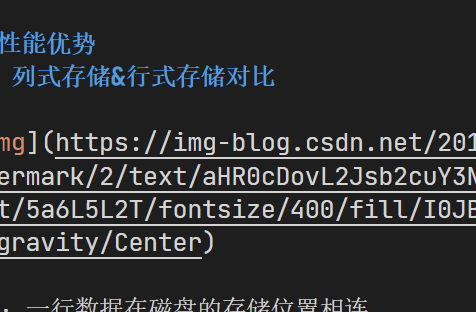 性能优势
列式存储&行式存储对比
mg](https://img-blog.csdn.net/201
ermark/2/text/aHR0cDovL2Jsb2cuY3N
t/5a6L5L2T/fontsize/400/fill/I0JB
gravity/Center)
. 一行数据在磁盘的存储位置相连